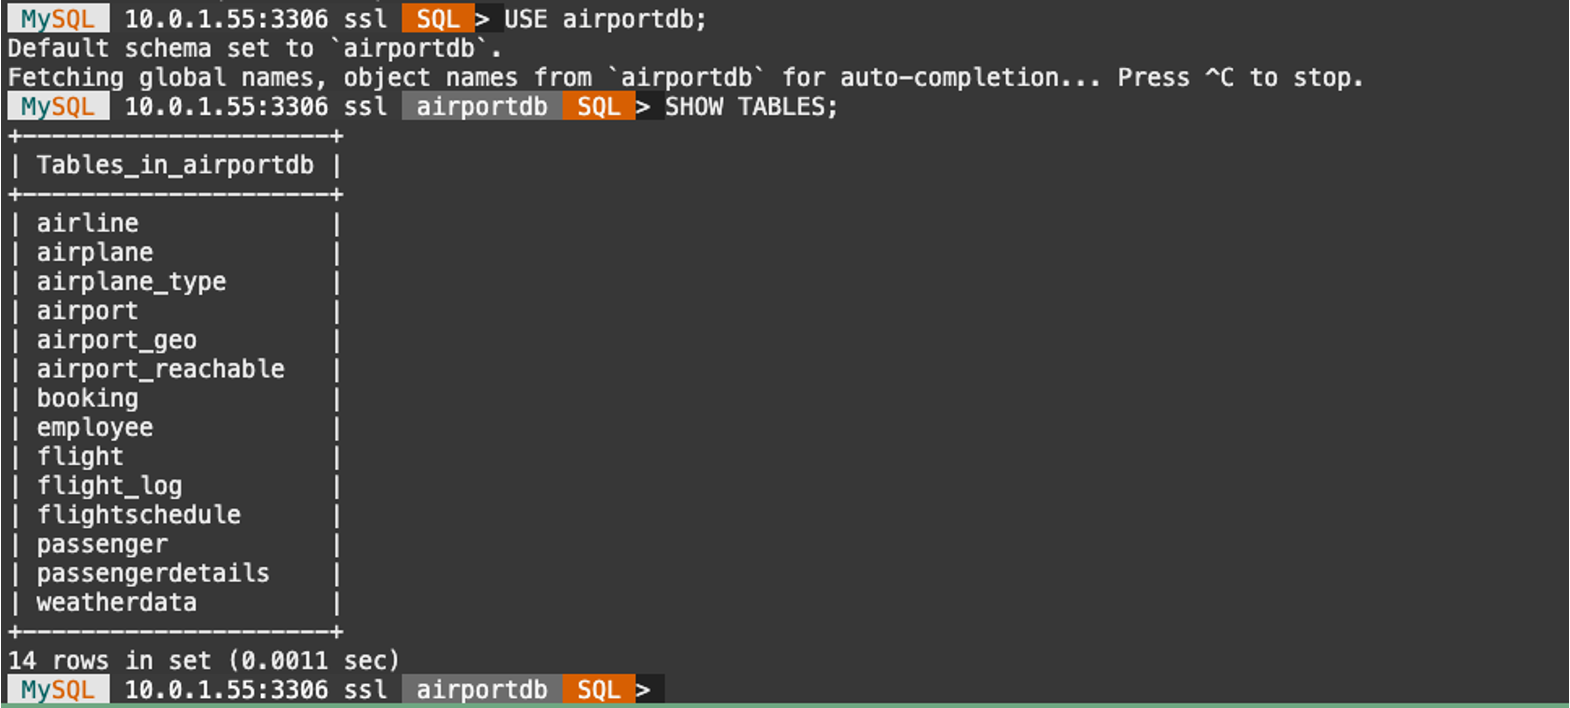 MySQL 10.0.1.55:3306 ssl SQL > USE airportdb;
Default schema set to `airportdb`.
Fetching global names, object names from `airportdb` for auto-completion... Press ^C to stop.
MySQL 10.0.1.55:3306 ssl airportdb SQL > SHOW TABLES;
+---------------------+
| Tables_in_airportdb |
+---------------------+
| airline             |
| airplane            |
| airplane_type       |
| airport             |
| airport_geo         |
| airport_reachable   |
| booking             |
| employee            |
| flight              |
| flight_log          |
| flightschedule      |
| passenger           |
| passengerdetails    |
| weatherdata         |
+---------------------+
14 rows in set (0.0011 sec)
MySQL 10.0.1.55:3306 ssl airportdb SQL >